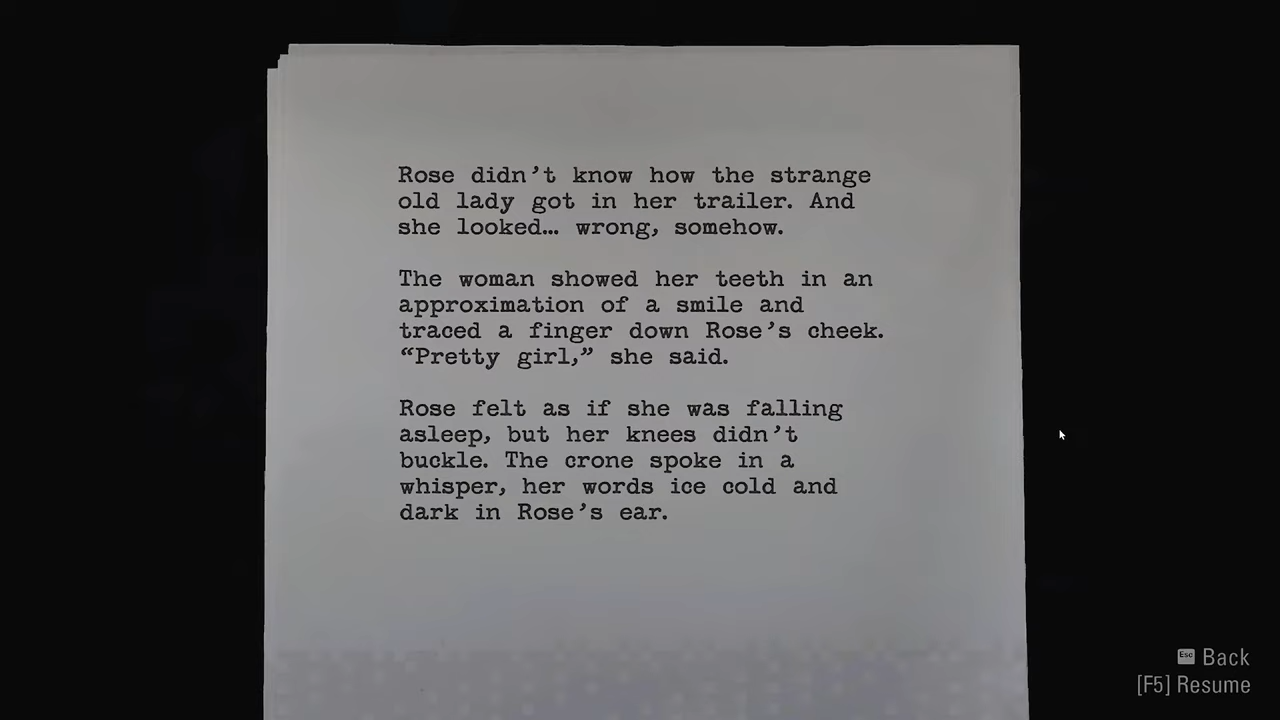 Rose didn’t know how the strange
old lady got in her trailer. And
she looked… wrong, somehow.
The woman showed her teeth in an
approximation of a smile and
traced a finger down Rose’s cheek.
“Pretty girl,” she said.
Rose felt as if she was falling
asleep, but her knees didn’t
buckle. The crone spoke in a
whisper, her words ice cold and
dark in Rose’s ear.
Esc Back
[F5] Resume